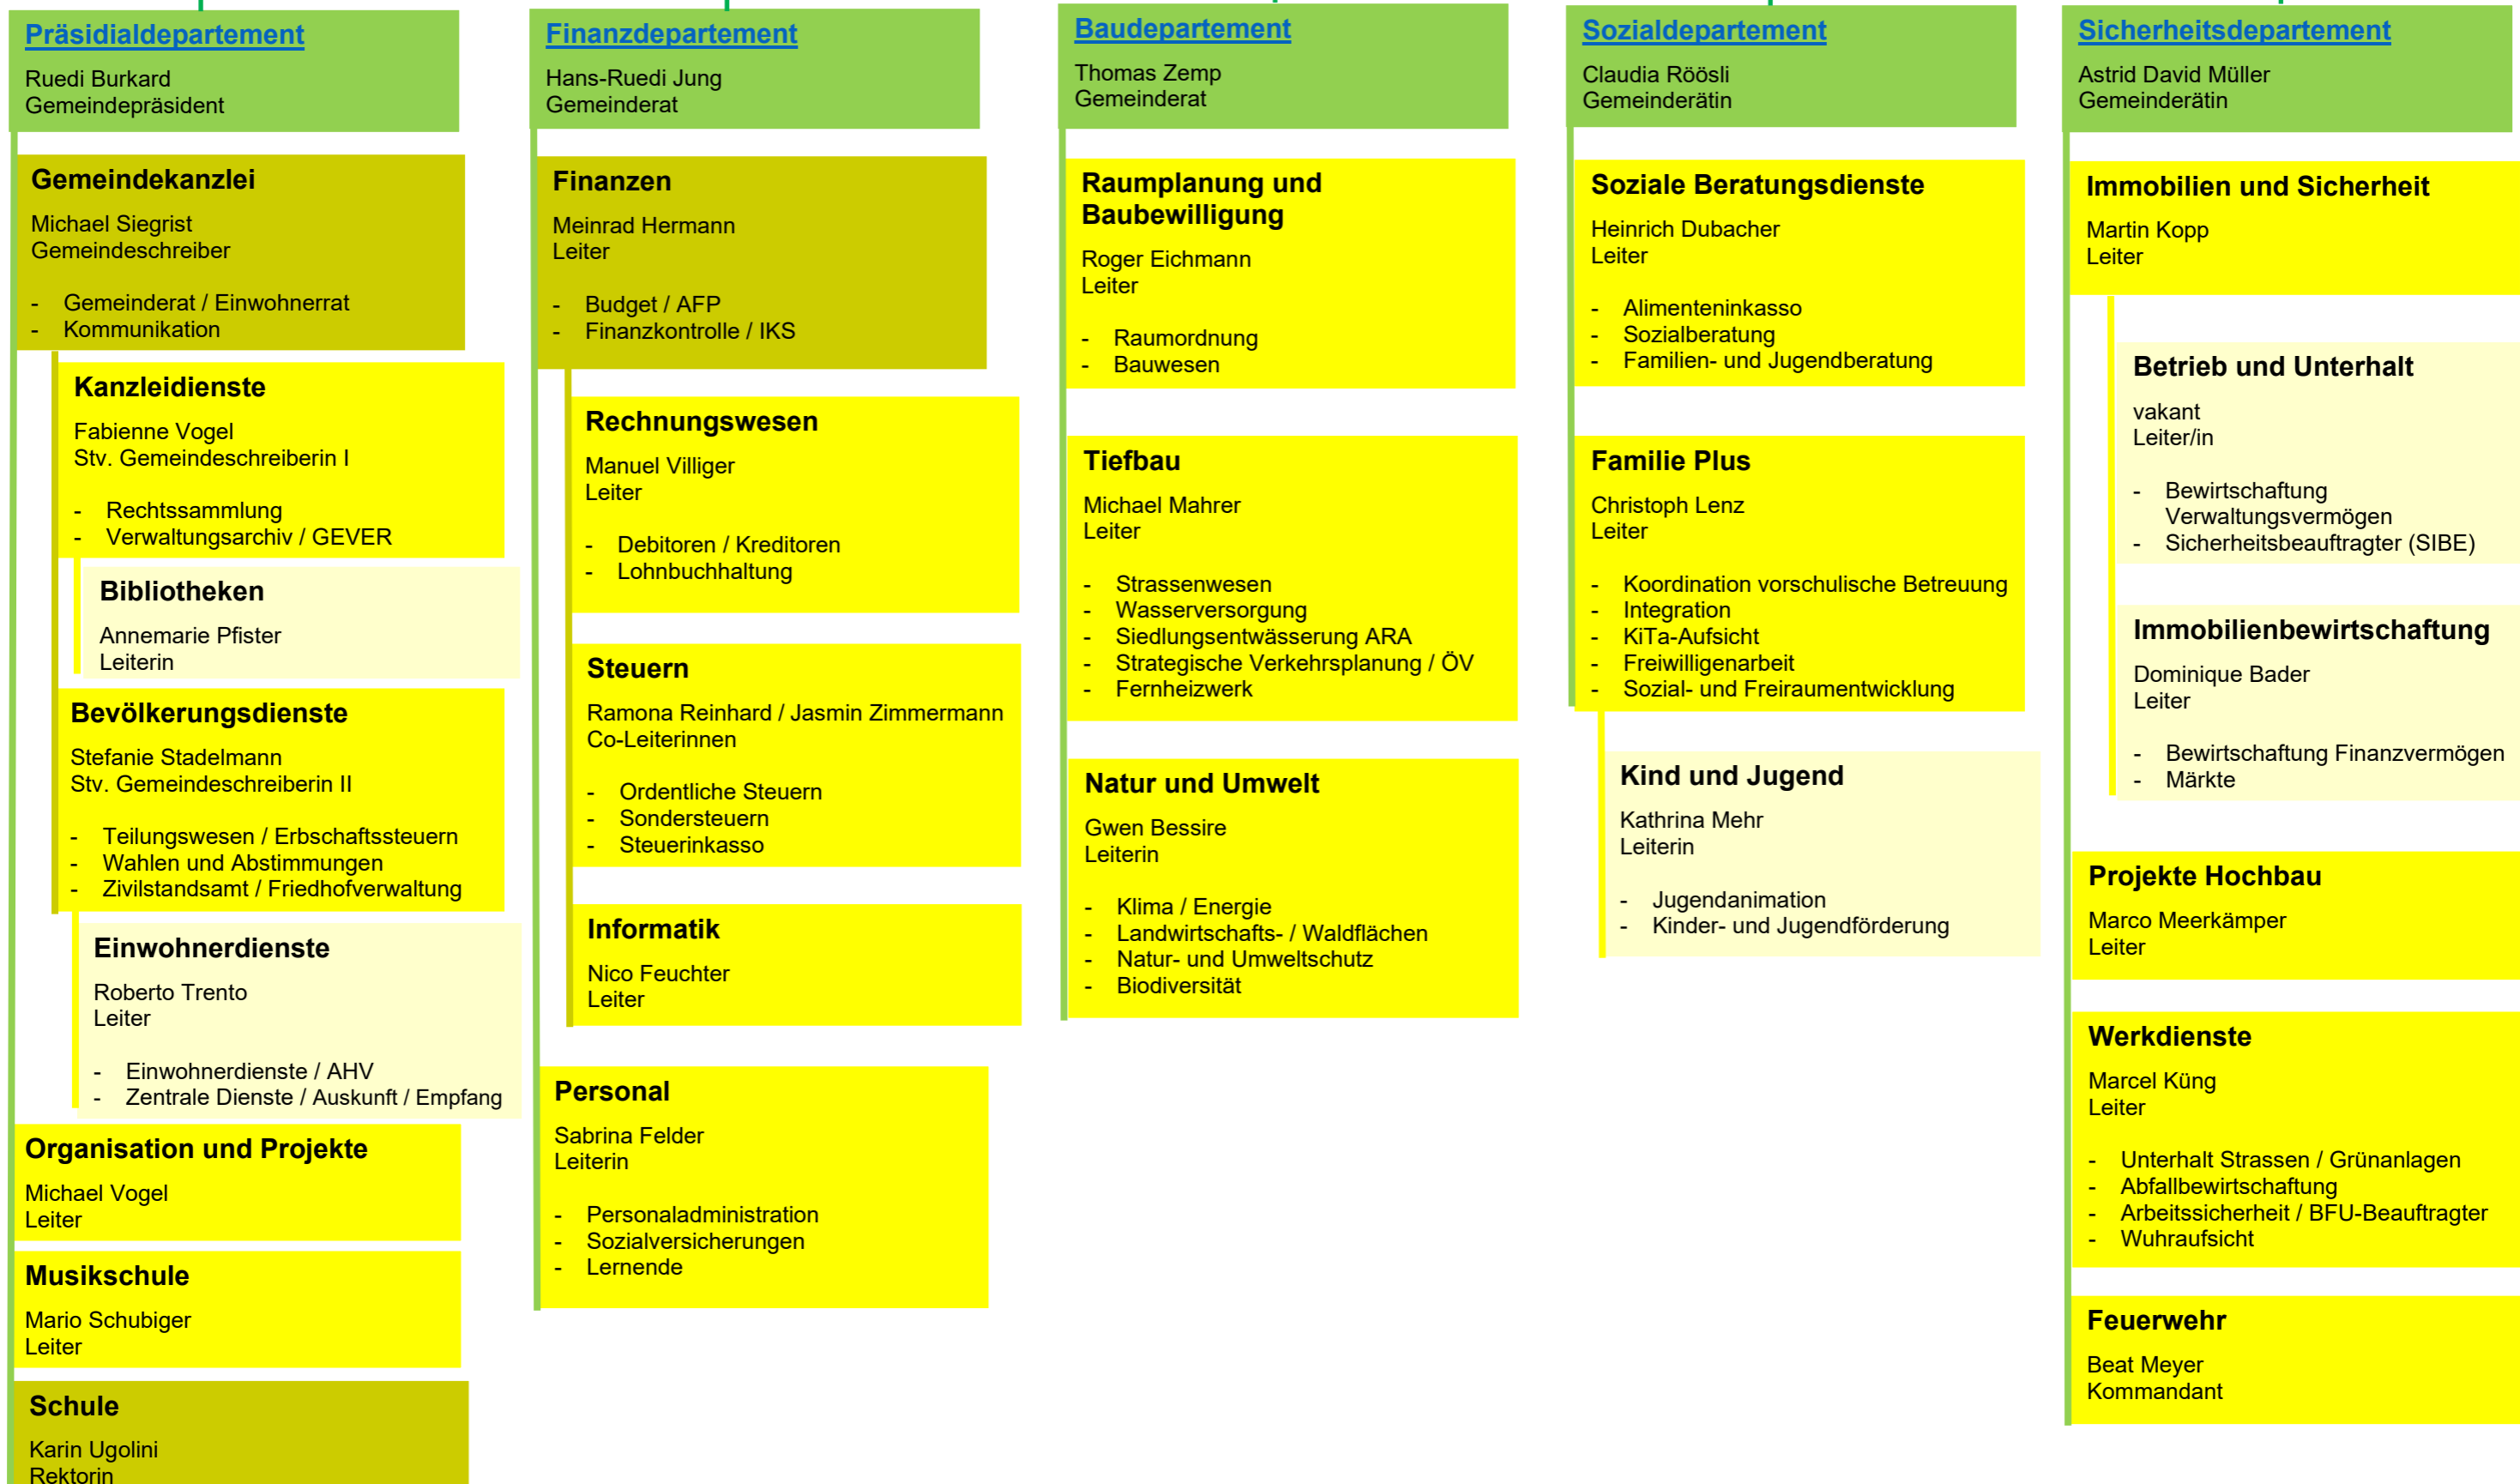 Präsidialdepartement
Ruedi Burkard
Gemeindepräsident
Gemeindekanzlei
Michael Siegrist
Gemeindeschreiber
- Gemeinderat / Einwohnerrat
- Kommunikation
Kanzleidienste
Fabienne Vogel
Stv. Gemeindeschreiberin I
- Rechtssammlung
- Verwaltungsarchiv / GEVER
Bibliotheken
Annemarie Pfister
Leiterin
Bevölkerungsdienste
Stefanie Stadelmann
Stv. Gemeindeschreiberin II
- Teilungswesen / Erbschaftssteuern
- Wahlen und Abstimmungen
- Zivilstandsamt / Friedhofverwaltung
Einwohnerdienste
Roberto Trento
Leiter
- Einwohnerdienste / AHV
- Zentrale Dienste / Auskunft / Empfang
Organisation und Projekte
Michael Vogel
Leiter
Musikschule
Mario Schubiger
Leiter
Schule
Karin Ugolini
Rektorin
Finanzdepartement
Hans-Ruedi Jung
Gemeinderat
Finanzen
Meinrad Hermann
Leiter
- Budget / AFP
- Finanzkontrolle / IKS
Rechnungswesen
Manuel Villiger
Leiter
- Debitoren / Kreditoren
- Lohnbuchhaltung
Steuern
Ramona Reinhard / Jasmin Zimmermann
Co-Leiterinnen
- Ordentliche Steuern
- Sondersteuern
- Steuerinkasso
Informatik
Nico Feuchter
Leiter
Personal
Sabrina Felder
Leiterin
- Personaladministration
- Sozialversicherungen
- Lernende
Baudepartement
Thomas Zemp
Gemeinderat
Raumplanung und
Baubewilligung
Roger Eichmann
Leiter
- Raumordnung
- Bauwesen
Tiefbau
Michael Mahrer
Leiter
- Strassenwesen
- Wasserversorgung
- Siedlungsentwässerung ARA
- Strategische Verkehrsplanung / ÖV
- Fernheizwerk
Natur und Umwelt
Gwen Bessire
Leiterin
- Klima / Energie
- Landwirtschafts- / Waldflächen
- Natur- und Umweltschutz
- Biodiversität
Sozialdepartement
Claudia Röösli
Gemeinderätin
Soziale Beratungsdienste
Heinrich Dubacher
Leiter
- Alimenteninkasso
- Sozialberatung
- Familien- und Jugendberatung
Familie Plus
Christoph Lenz
Leiter
- Koordination vorschulische Betreuung
- Integration
- KiTa-Aufsicht
- Freiwilligenarbeit
- Sozial- und Freiraumentwicklung
Kind und Jugend
Kathrina Mehr
Leiterin
- Jugendanimation
- Kinder- und Jugendförderung
Sicherheitsdepartement
Astrid David Müller
Gemeinderätin
Immobilien und Sicherheit
Martin Kopp
Leiter
Betrieb und Unterhalt
vakant
Leiter/in
- Bewirtschaftung
Verwaltungsvermögen
- Sicherheitsbeauftragter (SIBE)
Immobilienbewirtschaftung
Dominique Bader
Leiter
- Bewirtschaftung Finanzvermögen
- Märkte
Projekte Hochbau
Marco Meerkämper
Leiter
Werkdienste
Marcel Küng
Leiter
- Unterhalt Strassen / Grünanlagen
- Abfallbewirtschaftung
- Arbeitssicherheit / BFU-Beauftragter
- Wuhraufsicht
Feuerwehr
Beat Meyer
Kommandant